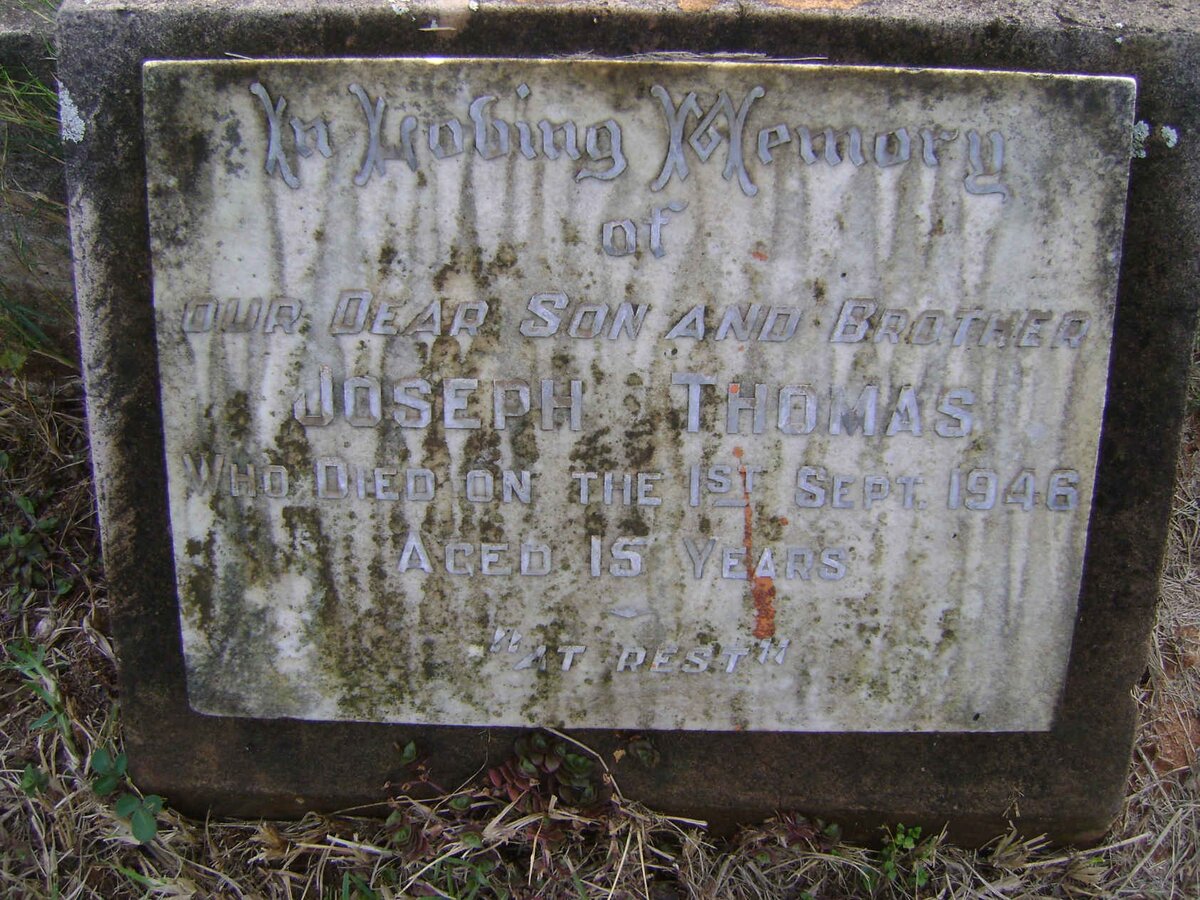 In Loving Memory
of
OUR DEAR SON AND BROTHER
JOSEPH THOMAS
WHO DIED ON THE 1ST SEPT. 1946
AGED 15 YEARS
"AT REST"